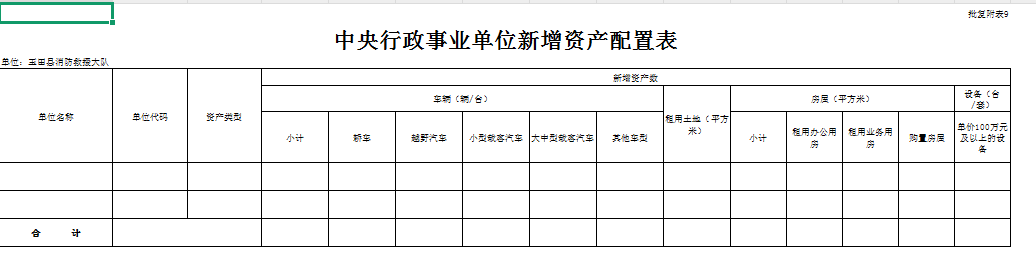 批复附表9
中央行政事业单位新增资产配置表
单位：玉田县消防救援大队
单位名称
单位代码
资产类型
新增资产数
车辆（辆/台）
租用土地（平方
米）
房屋（平方米）
设备（台
/套）
小计
轿车
越野汽车
小型载客汽车
大中型载客汽车
其他车型
小计
租用办公用
房
租用业务用
房
购置房屋
单价100万元
及以上的设
备
合 计